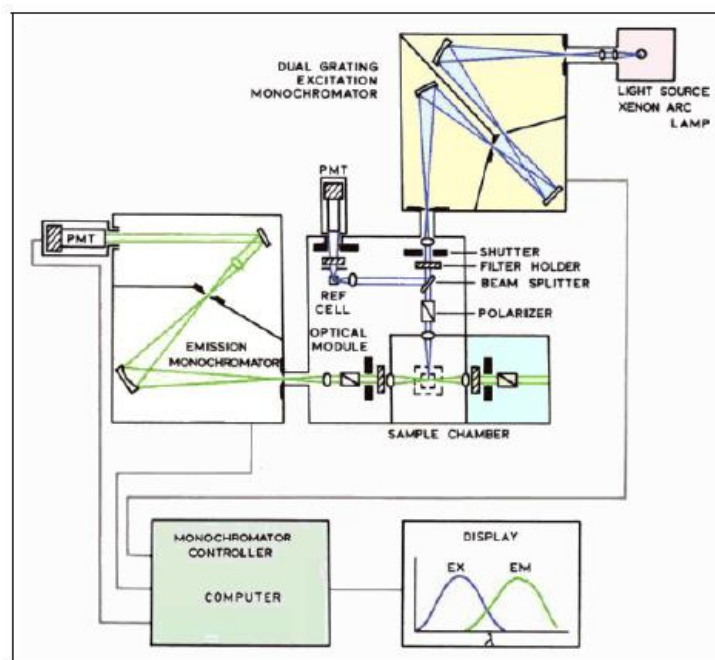 DUAL GRATING
EXCITATION
MONOCHROMATOR
LIGHT SOURCE
XENON ARC
LAMP
PMT
PMT
SHUTTER
FILTER HOLDER
BEAM SPLITTER
REF
CELL
POLARIZER
OPTICAL
MODULE
EMISSION
MONOCHROMATOR
SAMPLE CHAMBER
MONOCHROMATOR
CONTROLLER
COMPUTER
DISPLAY
EX
EM
λ